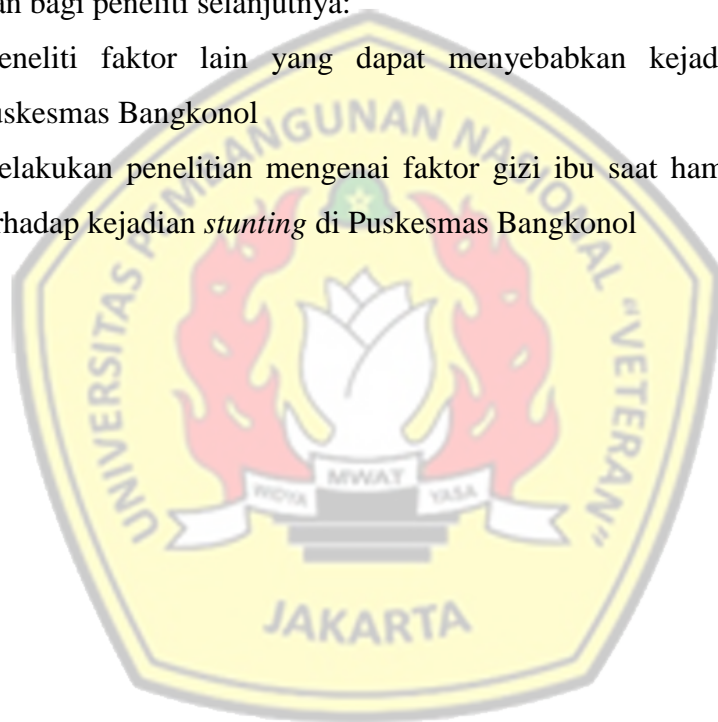 an bagi peneliti selanjutnya:
eneliti faktor lain yang dapat menyebabkan kejad
uskesmas Bangkonol
elakukan penelitian mengenai faktor gizi ibu saat ham
rhadap kejadian stunting di Puskesmas Bangkonol
UNIVERSITAS PEMBANGUNAN NASIONAL "VETERAN"
WIDYA MWAT YASA
JAKARTA